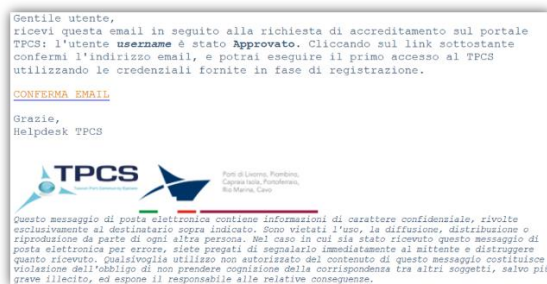 Gentile utente,
ricevi questa email in seguito alla richiesta di accreditamento sul portale
TPCS: l'utente username è stato Approvato. Cliccando sul link sottostante
confermi l'indirizzo email, e potrai eseguire il primo accesso al TPCS
utilizzando le credenziali fornite in fase di registrazione.
CONFERMA EMAIL
Grazie,
Helpdesk TPCS
TPCS
Porti di Livorno, Piombino,
Capraia Isola, Portoferraio,
Rio Marina, Cavo
Questo messaggio di posta elettronica contiene informazioni di carattere confidenziale, rivolte
esclusivamente al destinatario sopra indicato. Sono vietati l'uso, la diffusione, distribuzione o
riproduzione da parte di ogni altra persona. Nel caso in cui sia stato ricevuto questo messaggio di
posta elettronica per errore, siete pregati di segnalarlo immediatamente al mittente e distruggere
quanto ricevuto. Qualsivoglia utilizzo non autorizzato del contenuto di questo messaggio costituisce
violazione dell'obbligo di non prendere cognizione della corrispondenza tra altri soggetti, salvo più
grave illecito, ed espone il responsabile alle relative conseguenze.